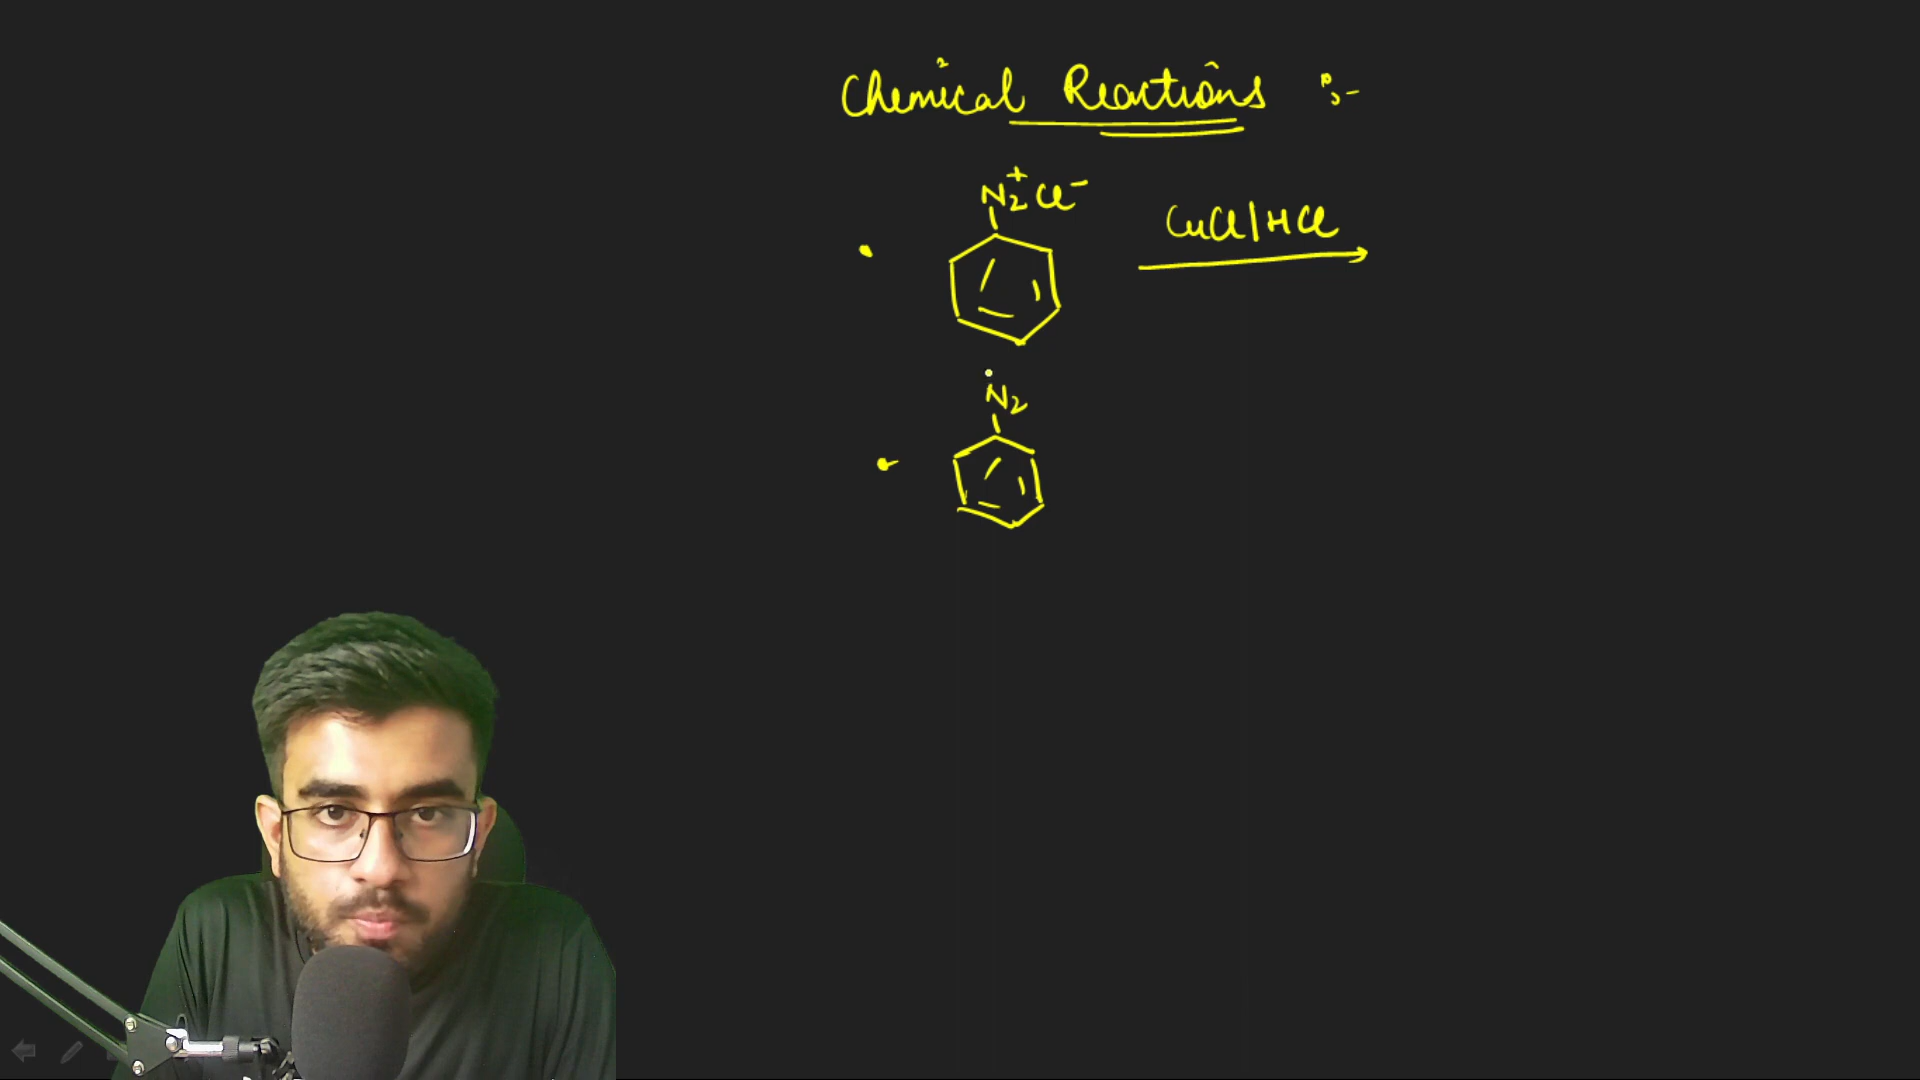 Chemical Reactions :-
N₂⁺Cl⁻
CuCl/HCl
N₂